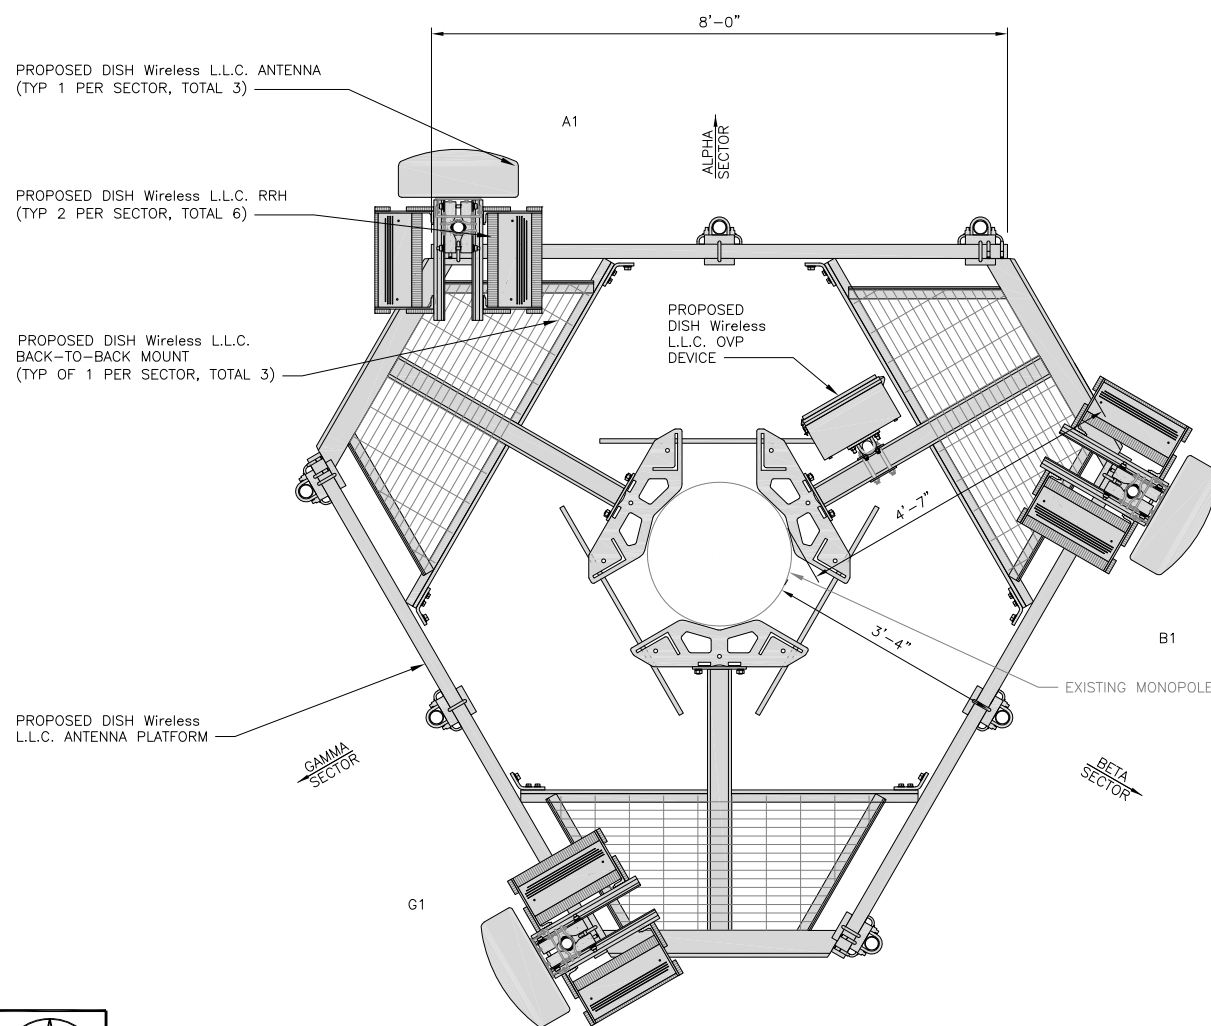 8'-0"
PROPOSED DISH Wireless L.L.C. ANTENNA
(TYP 1 PER SECTOR, TOTAL 3)
A1
ALPHA
SECTOR
PROPOSED DISH Wireless L.L.C. RRH
(TYP 2 PER SECTOR, TOTAL 6)
PROPOSED
DISH Wireless
L.L.C. OVP
DEVICE
PROPOSED DISH Wireless L.L.C.
BACK-TO-BACK MOUNT
(TYP OF 1 PER SECTOR, TOTAL 3)
4'-7"
3'-4"
B1
EXISTING MONOPOLE
PROPOSED DISH Wireless
L.L.C. ANTENNA PLATFORM
GAMMA
SECTOR
BETA
SECTOR
G1